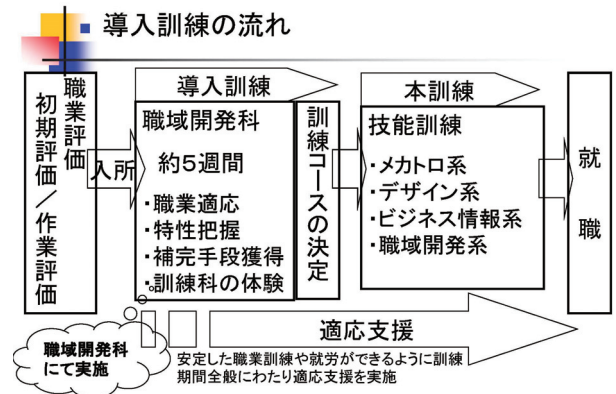 導入訓練の流れ
職業評価
初期評価/作業評価
入所
導入訓練
職域開発科
約5週間
・職業適応
・特性把握
・補完手段獲得
・訓練科の体験
訓練コースの決定
本訓練
技能訓練
・メカトロ系
・デザイン系
・ビジネス情報系
・職域開発系
就職
職域開発科
にて実施
適応支援
安定した職業訓練や就労ができるように訓練
期間全般にわたり適応支援を実施